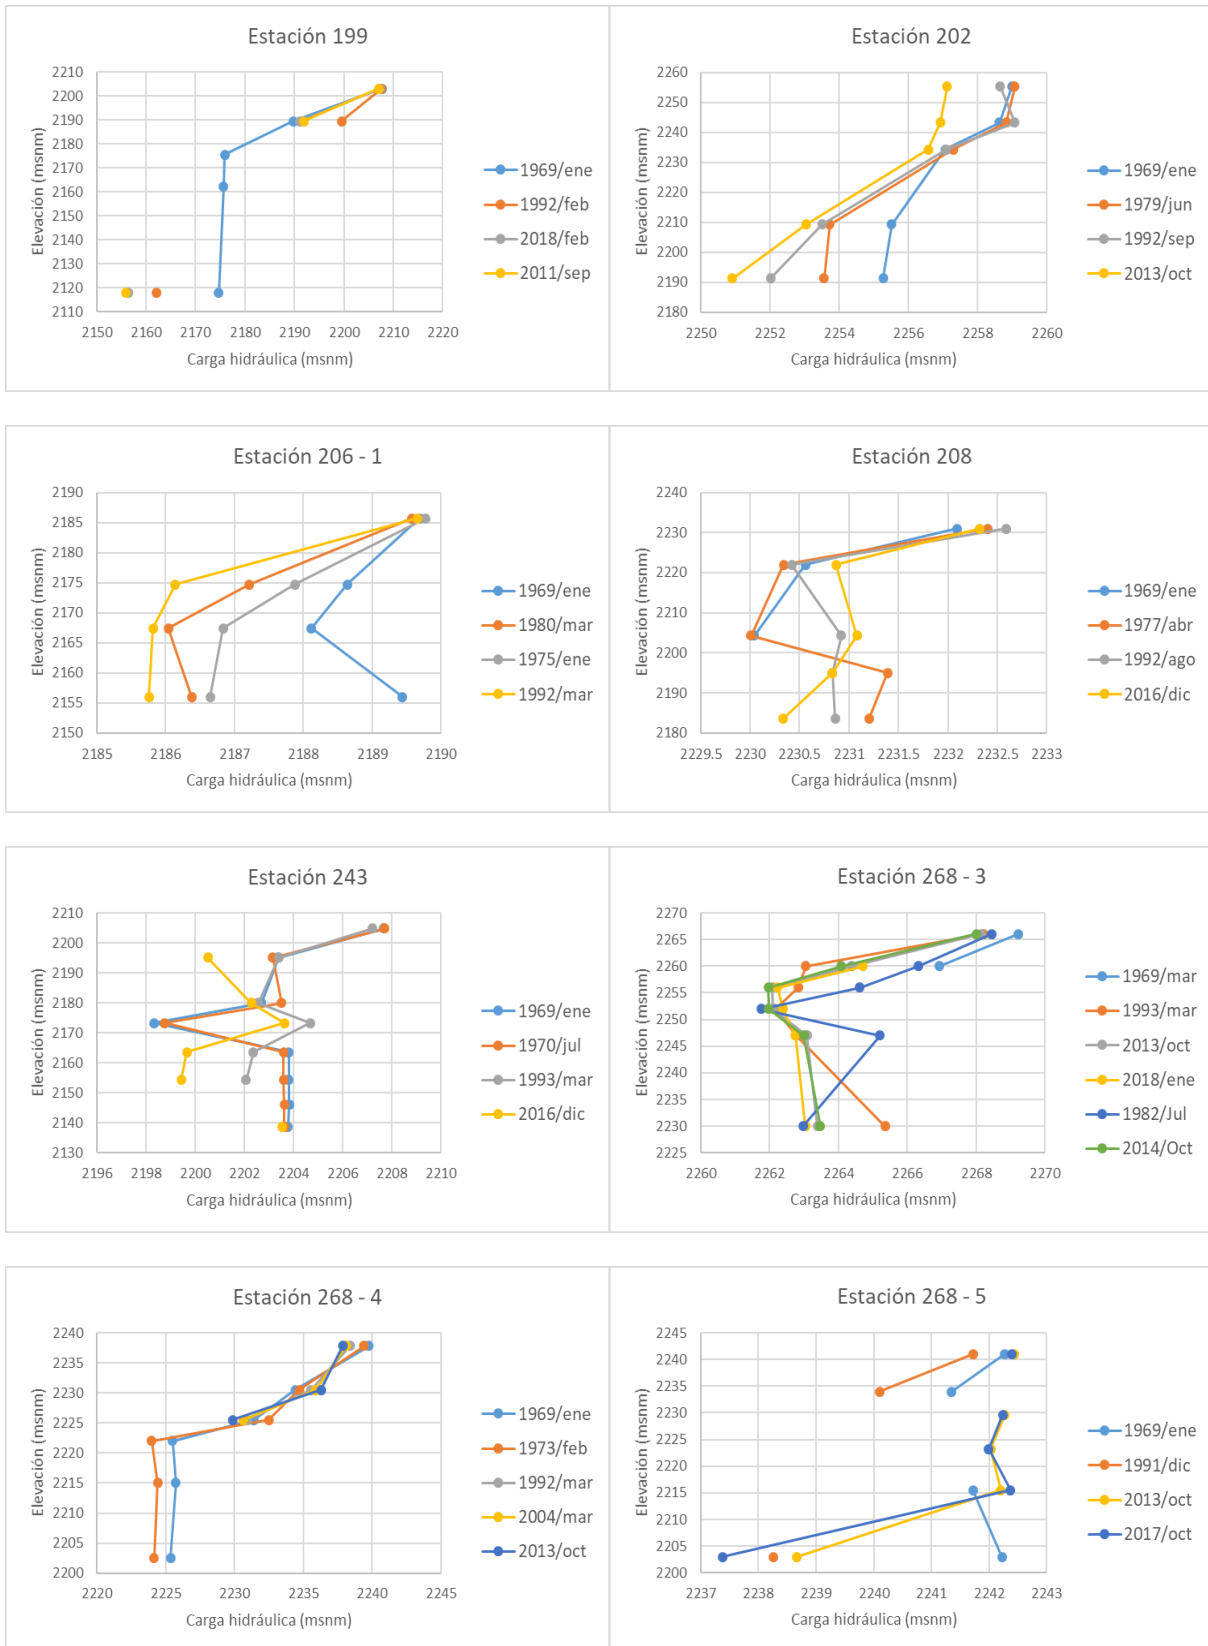 Estación 199
Elevación (msnm)
2210
2200
2190
2180
2170
2160
2150
2140
2130
2120
2110
2150 2160 2170 2180 2190 2200 2210 2220
Carga hidráulica (msnm)
1969/ene
1992/feb
2018/feb
2011/sep
Estación 202
Elevación (msnm)
2260
2250
2240
2230
2220
2210
2200
2190
2180
2250 2252 2254 2256 2258 2260
Carga hidráulica (msnm)
1969/ene
1979/jun
1992/sep
2013/oct
Estación 206 - 1
Elevación (msnm)
2190
2185
2180
2175
2170
2165
2160
2155
2150
2185 2186 2187 2188 2189 2190
Carga hidráulica (msnm)
1969/ene
1980/mar
1975/ene
1992/mar
Estación 208
Elevación (msnm)
2240
2230
2220
2210
2200
2190
2180
2229.5 2230 2230.5 2231 2231.5 2232 2232.5 2233
Carga hidráulica (msnm)
1969/ene
1977/abr
1992/ago
2016/dic
Estación 243
Elevación (msnm)
2210
2200
2190
2180
2170
2160
2150
2140
2130
2196 2198 2200 2202 2204 2206 2208 2210
Carga hidráulica (msnm)
1969/ene
1970/jul
1993/mar
2016/dic
Estación 268 - 3
Elevación (msnm)
2270
2265
2260
2255
2250
2245
2240
2235
2230
2225
2260 2262 2264 2266 2268 2270
Carga hidráulica (msnm)
1969/mar
1993/mar
2013/oct
2018/ene
1982/Jul
2014/Oct
Estación 268 - 4
Elevación (msnm)
2240
2235
2230
2225
2220
2215
2210
2205
2200
2220 2225 2230 2235 2240 2245
Carga hidráulica (msnm)
1969/ene
1973/feb
1992/mar
2004/mar
2013/oct
Estación 268 - 5
Elevación (msnm)
2245
2240
2235
2230
2225
2220
2215
2210
2205
2200
2237 2238 2239 2240 2241 2242 2243
Carga hidráulica (msnm)
1969/ene
1991/dic
2013/oct
2017/oct